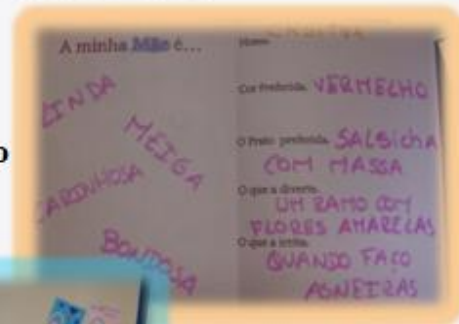 A minha Mãe é...
LINDA
MEIGA
CARINHOSA
BONDOSA
Nome:
Cor Preferida: VERMELHO
O Prato preferido: SALSICHA
COM MASSA
O que a diverte:
UM RAMO COM
FLORES AMARELAS
O que a irrita:
QUANDO FAÇO
ASNEIRAS